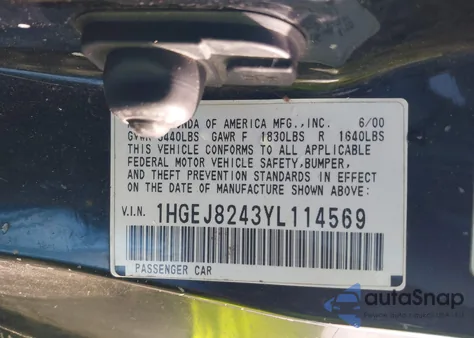 NDA OF AMERICA MFG.,INC. 6/00
GVWR 3440LBS GAWR F 1830LBS R 1640LBS
THIS VEHICLE CONFORMS TO ALL APPLICABLE
FEDERAL MOTOR VEHICLE SAFETY,BUMPER,
AND THEFT PREVENTION STANDARDS IN EFFECT
ON THE DATE OF MANUFACTURE SHOWN ABOVE:
V.I.N. 1HGEJ8243YL114569
PASSENGER CAR
autoSnap